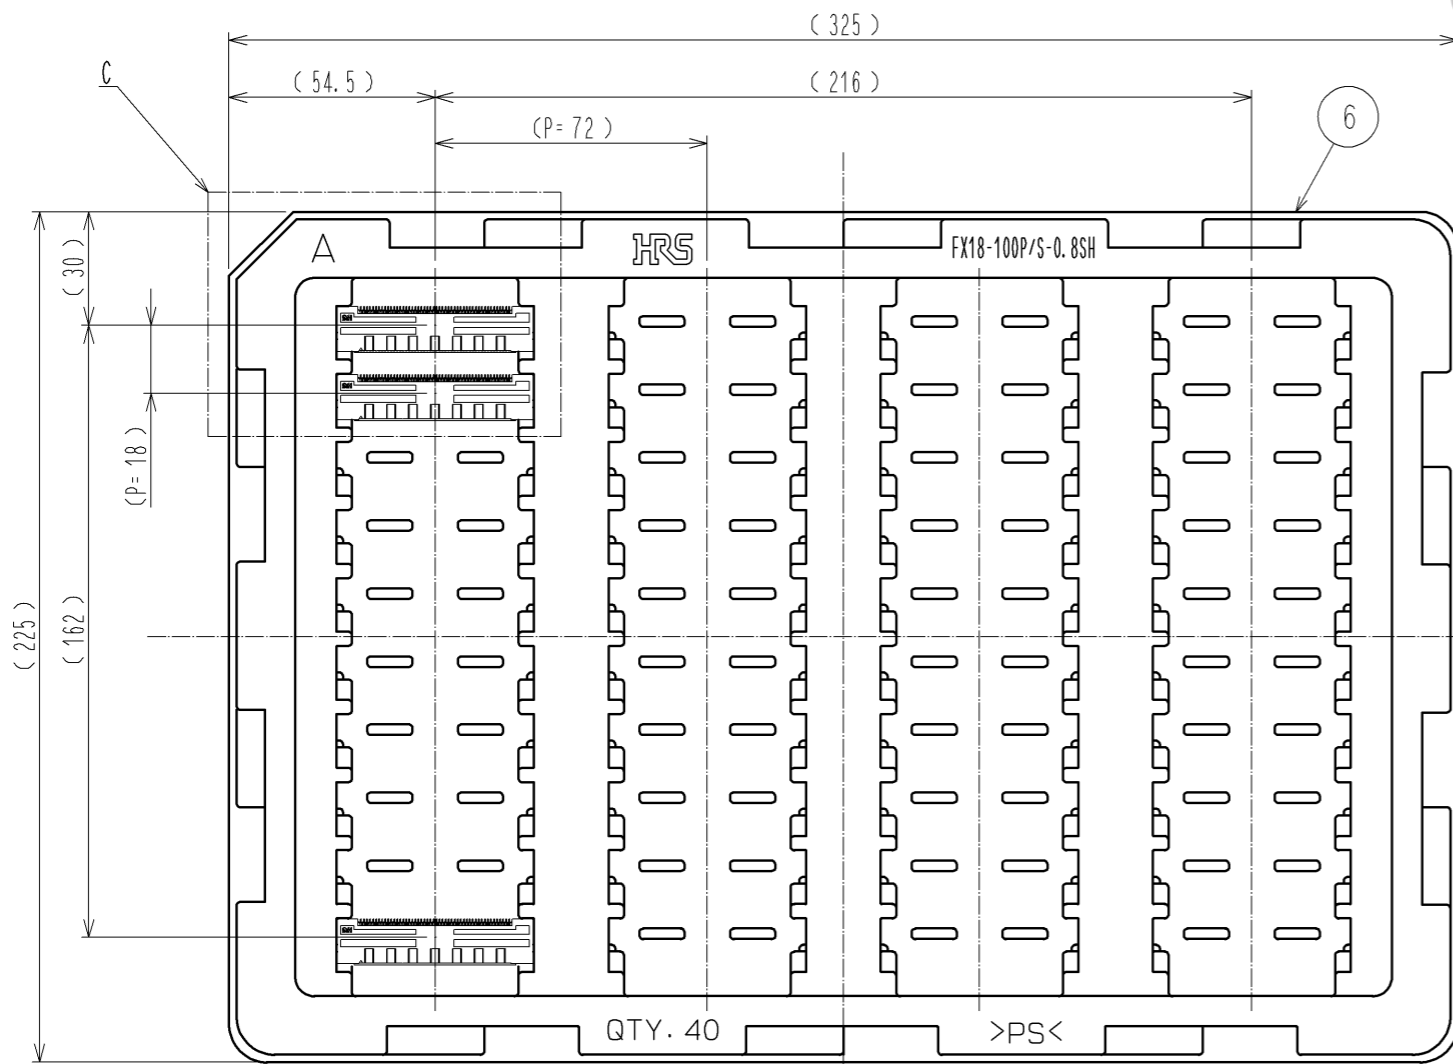 ( 325 )
C
( 54.5 )
( 216 )
(P=72 )
6
( 30 )
A
HRS
FX18-100P/S-0.8SH
(P=18)
( 162 )
( 225 )
QTY. 40
>PS<